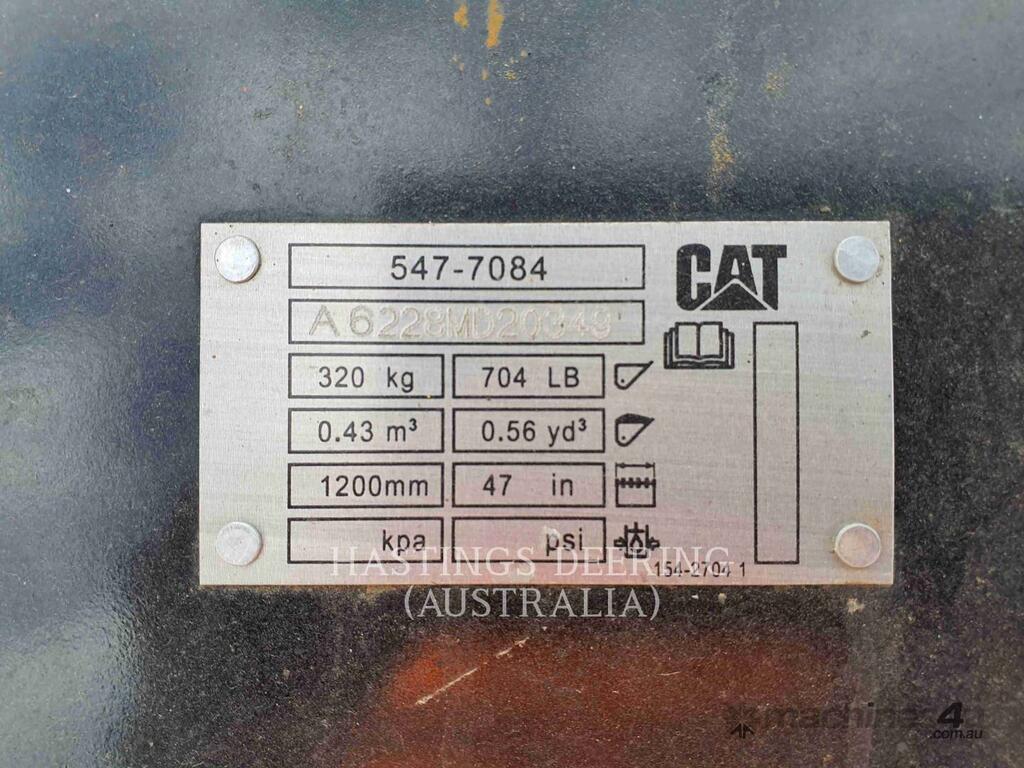 547-7084
CAT
A6228MD20349
320 kg 704 LB
0.43 m³ 0.56 yd³
1200mm 47 in
kpa psi
154-2704 1
HASTINGS DEERING
(AUSTRALIA)
machines4u
.com.au